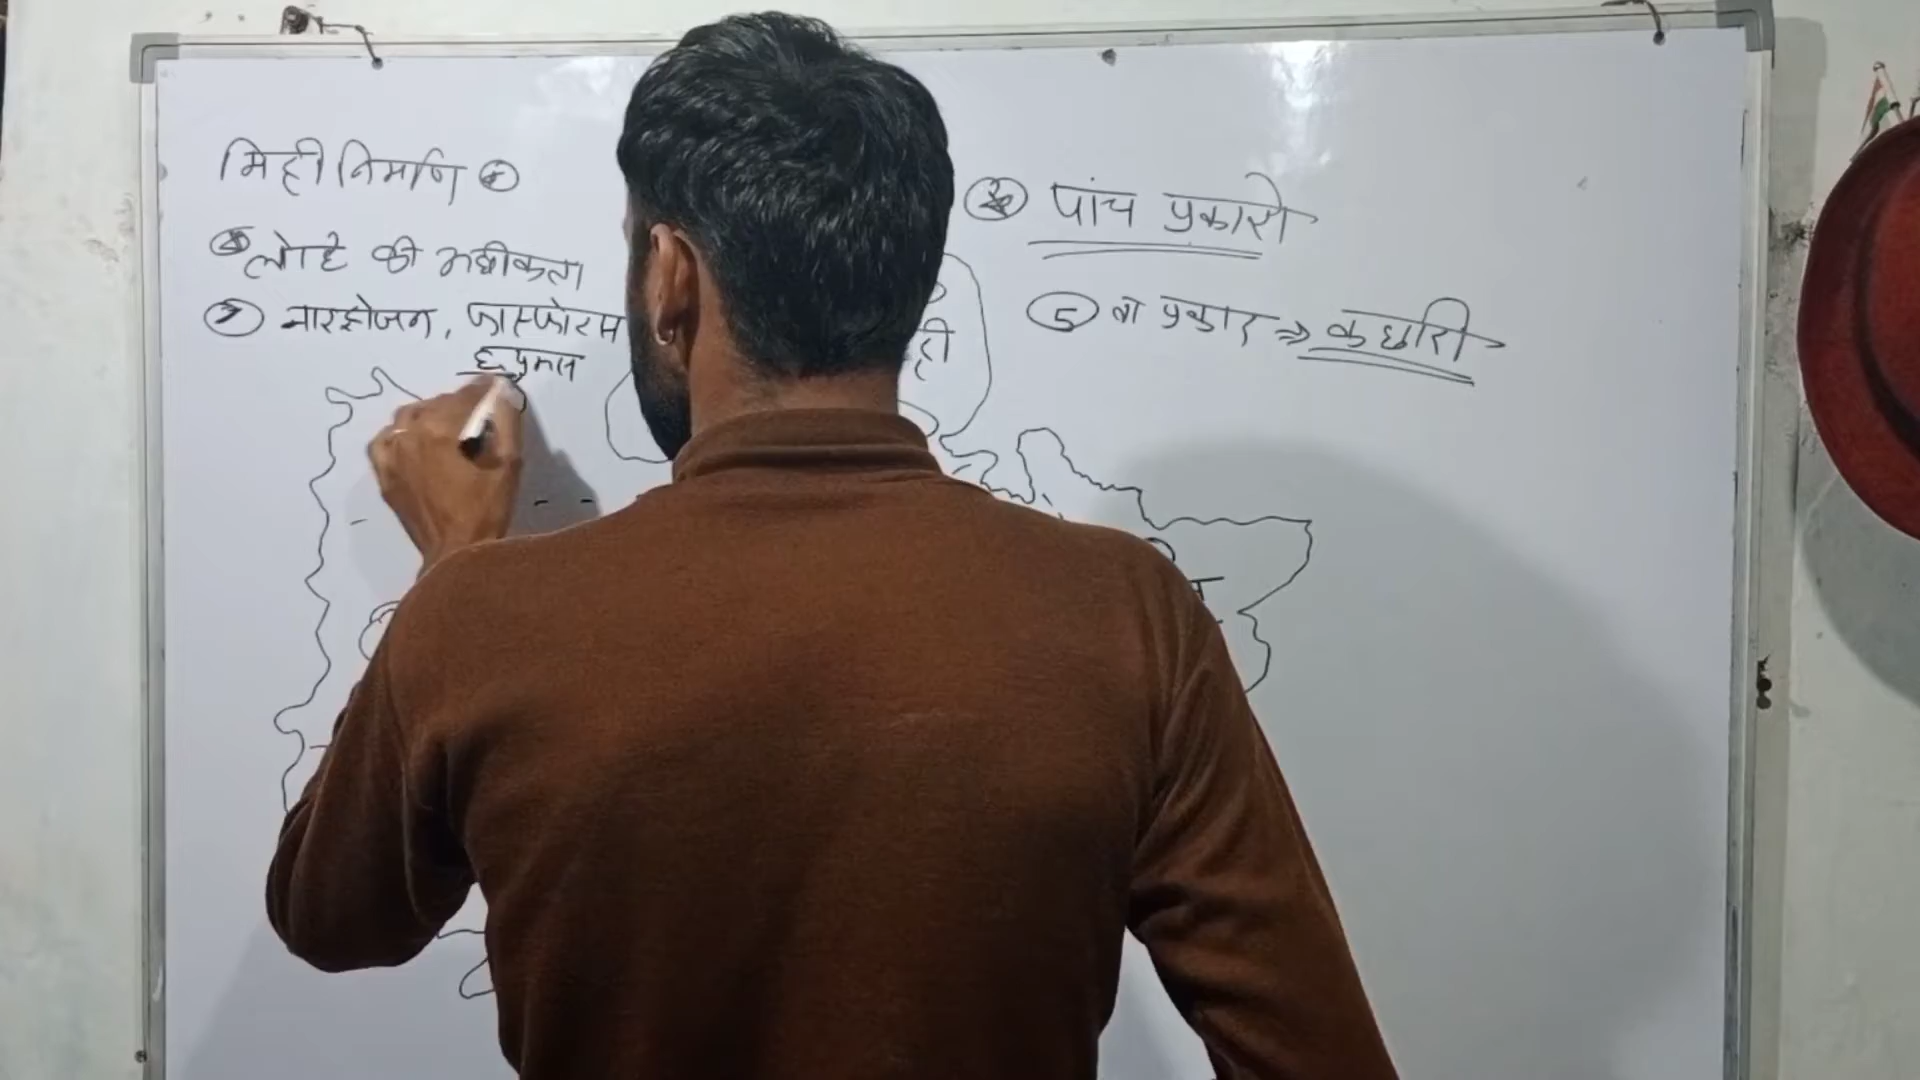 मिट्टी निर्माण
लोहे की अधीकता
नाइट्रोजन, फास्फोरस
ह्यूमस
पांच प्रकारो
5 वा प्रकार ⇒ कछारी